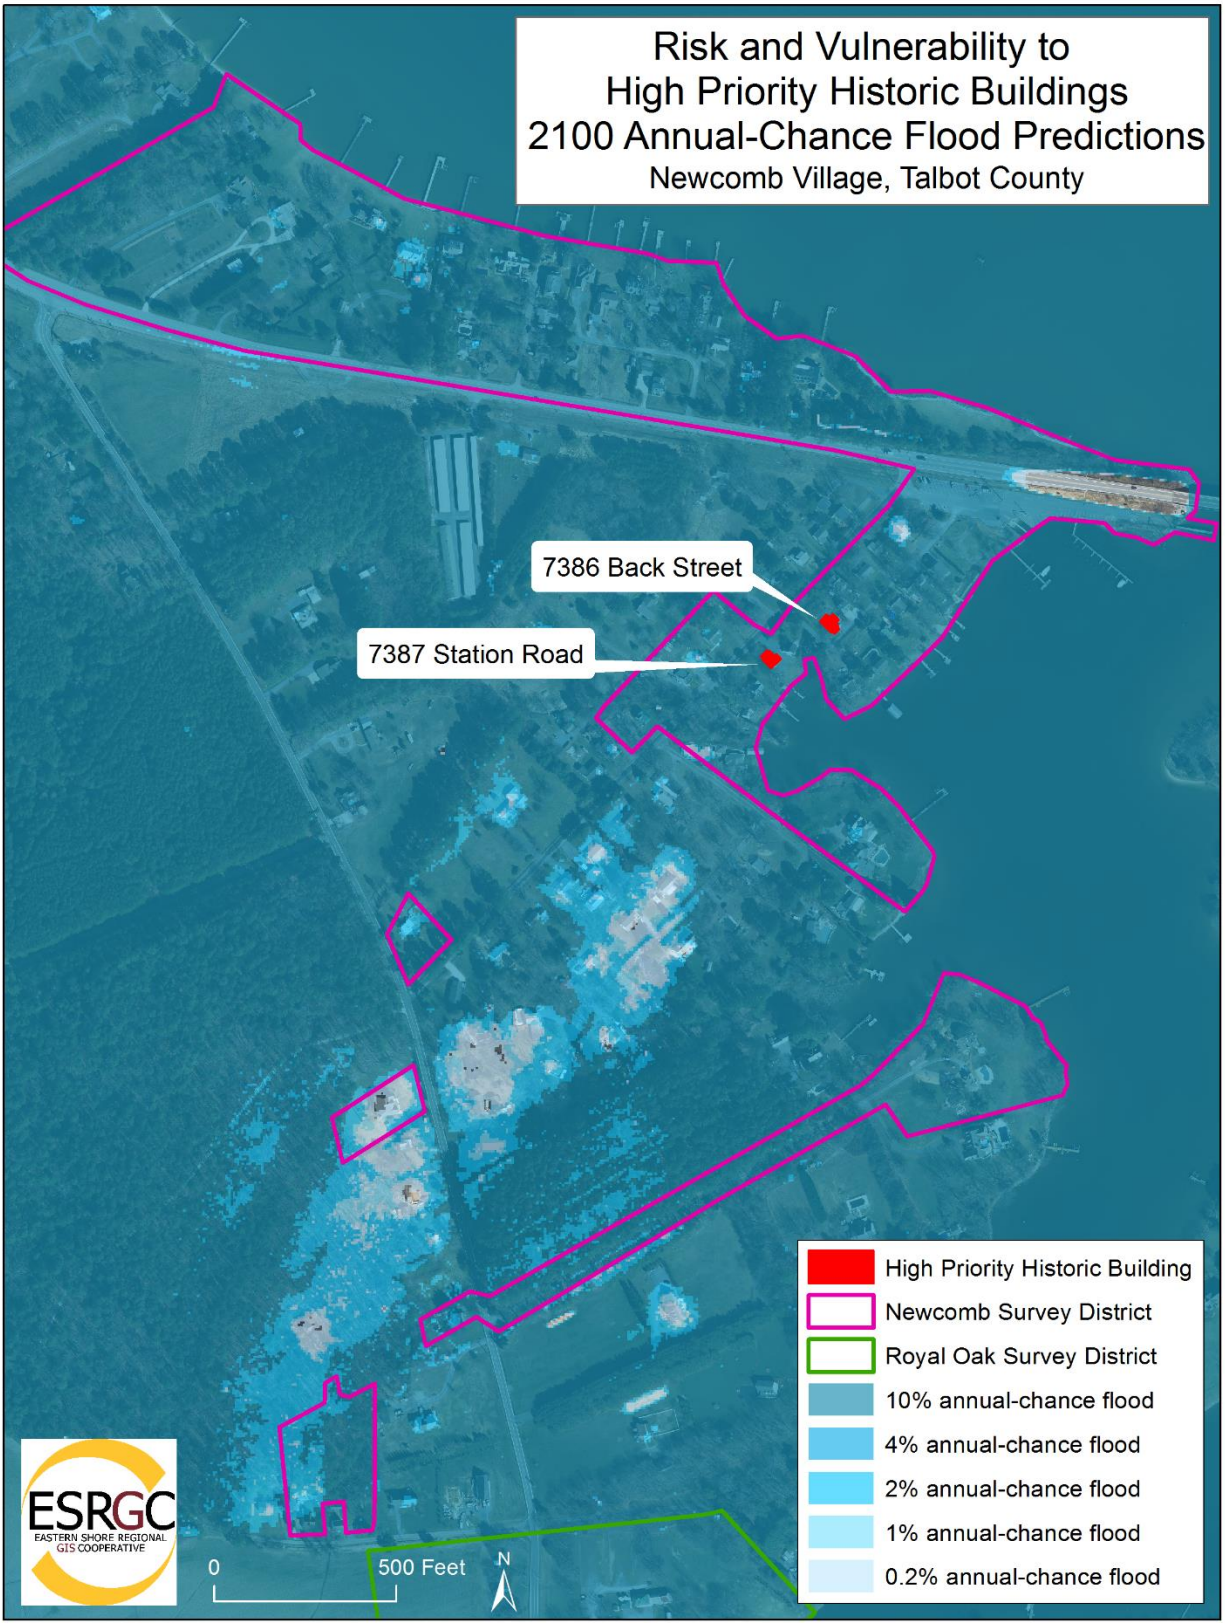 Risk and Vulnerability to
High Priority Historic Buildings
2100 Annual-Chance Flood Predictions
Newcomb Village, Talbot County
7386 Back Street
7387 Station Road
High Priority Historic Building
Newcomb Survey District
Royal Oak Survey District
10% annual-chance flood
4% annual-chance flood
2% annual-chance flood
1% annual-chance flood
0.2% annual-chance flood
ESRGC
EASTERN SHORE REGIONAL
GIS COOPERATIVE
0 500 Feet
N